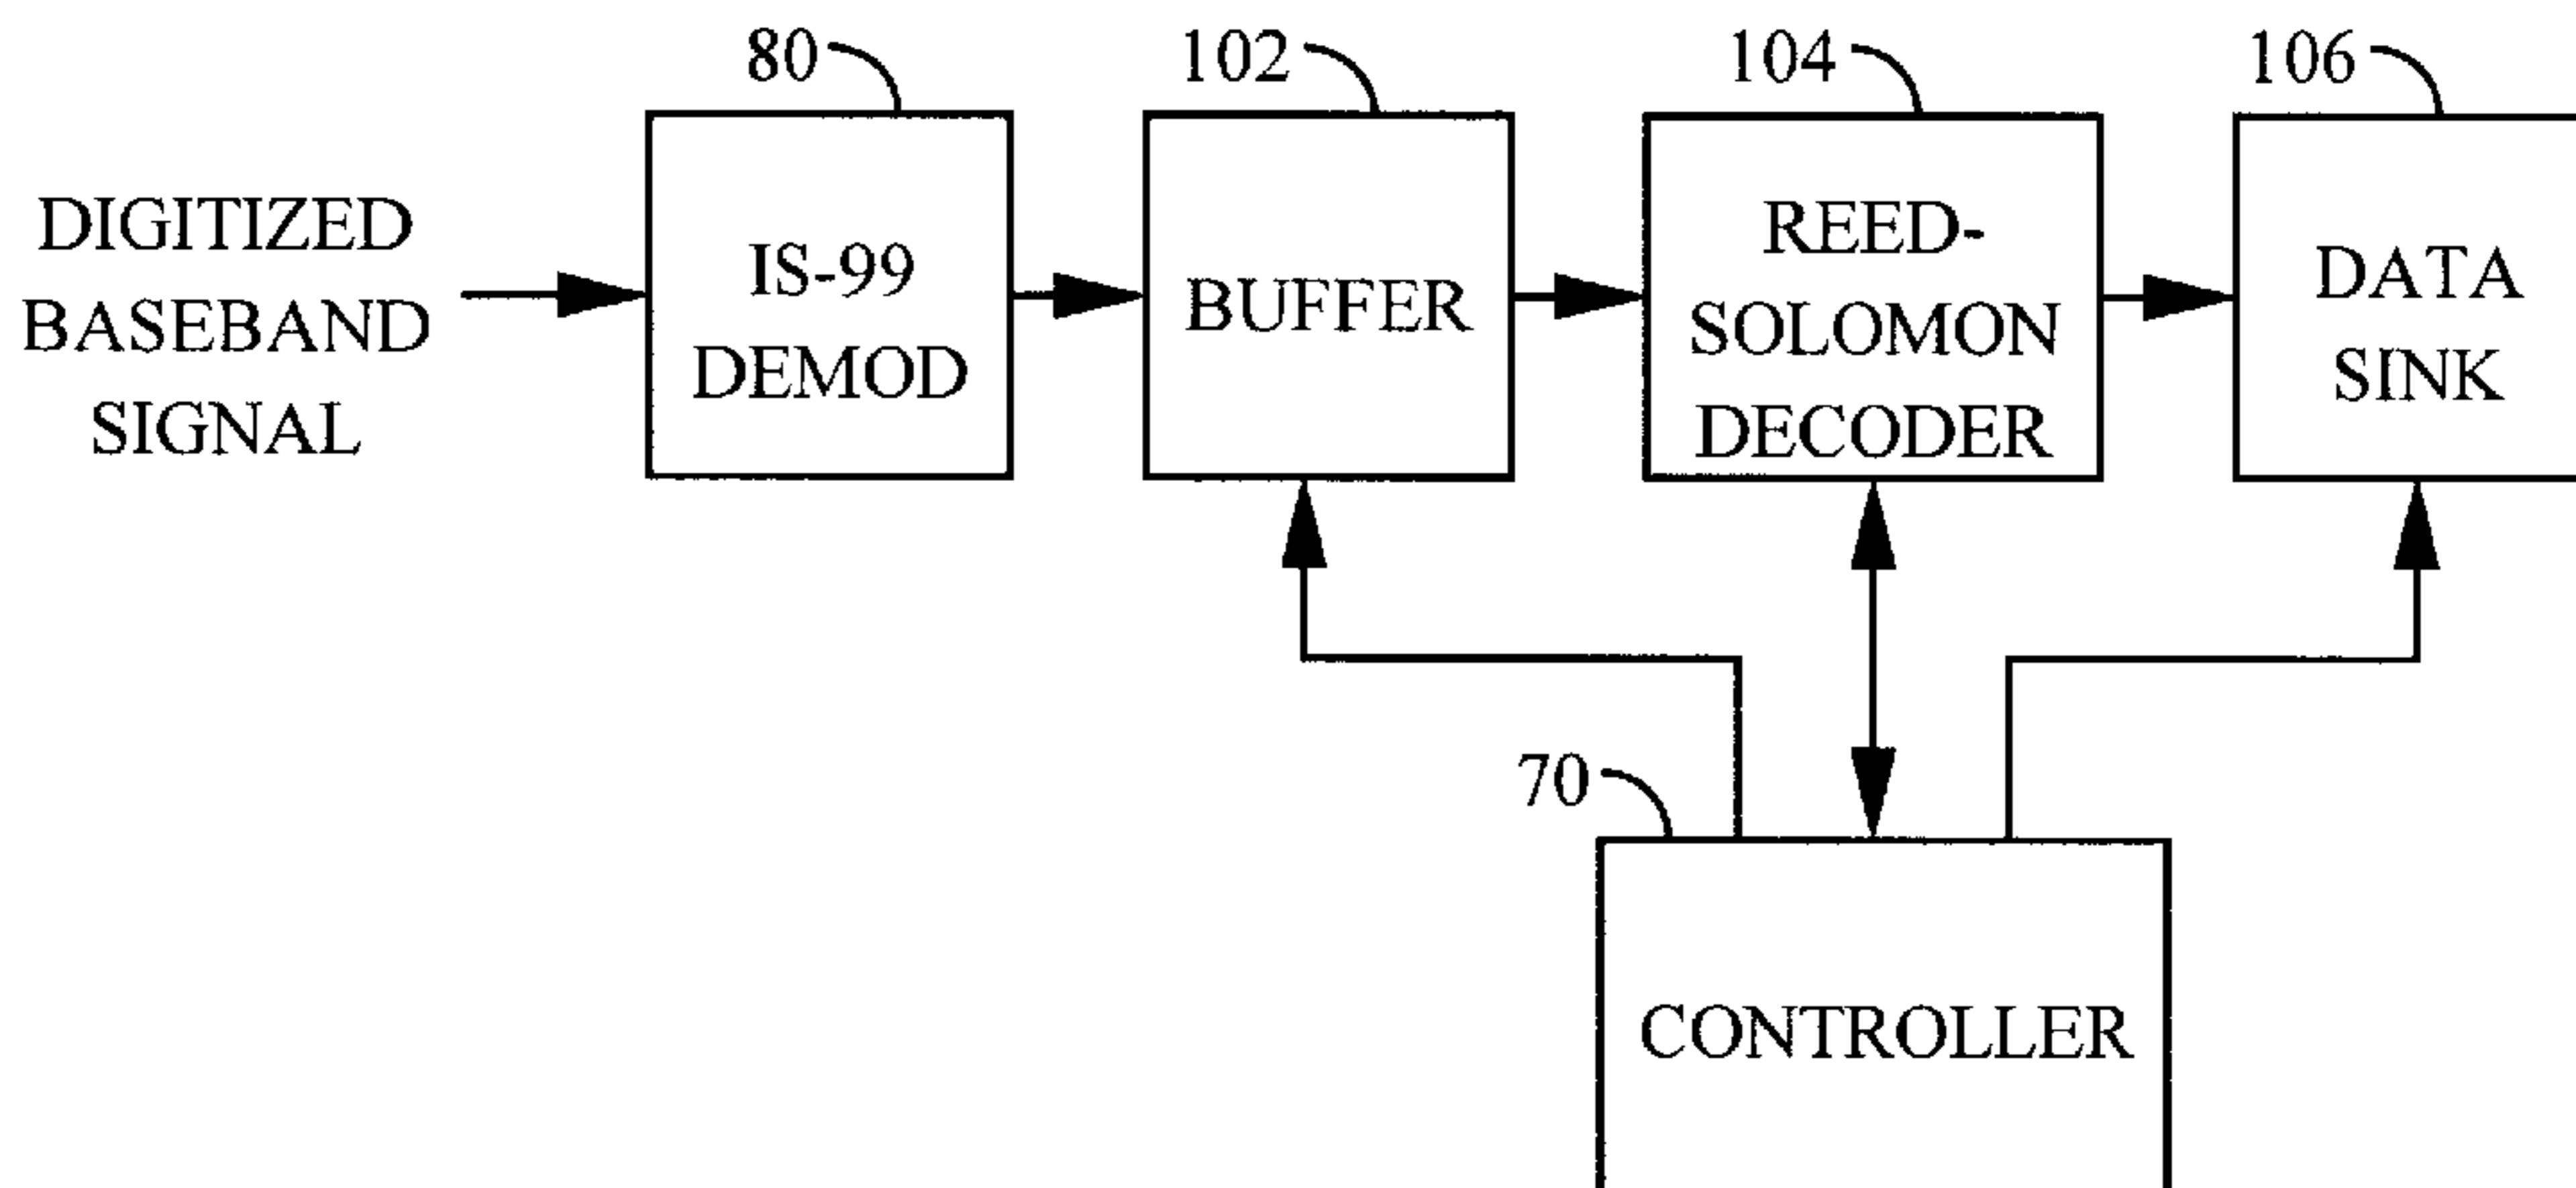 80
102
104
106
DIGITIZED
BASEBAND
SIGNAL
IS-99
DEMOD
BUFFER
REED-
SOLOMON
DECODER
DATA
SINK
70
CONTROLLER